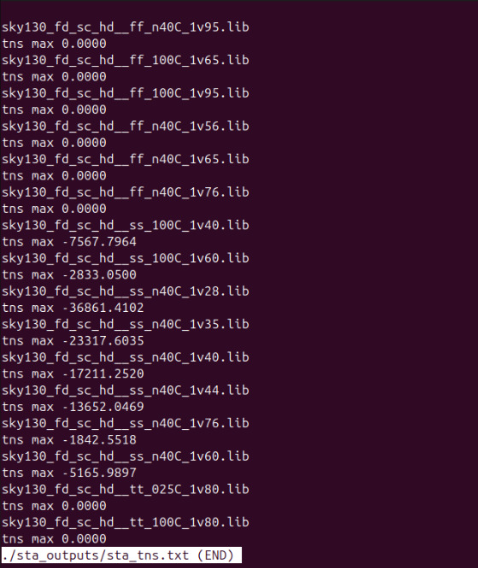 sky130_fd_sc_hd__ff_n40C_1v95.lib
tns max 0.0000
sky130_fd_sc_hd__ff_100C_1v65.lib
tns max 0.0000
sky130_fd_sc_hd__ff_100C_1v95.lib
tns max 0.0000
sky130_fd_sc_hd__ff_n40C_1v56.lib
tns max 0.0000
sky130_fd_sc_hd__ff_n40C_1v65.lib
tns max 0.0000
sky130_fd_sc_hd__ff_n40C_1v76.lib
tns max 0.0000
sky130_fd_sc_hd__ss_100C_1v40.lib
tns max -7567.7964
sky130_fd_sc_hd__ss_100C_1v60.lib
tns max -2833.0500
sky130_fd_sc_hd__ss_n40C_1v28.lib
tns max -36861.4102
sky130_fd_sc_hd__ss_n40C_1v35.lib
tns max -23317.6035
sky130_fd_sc_hd__ss_n40C_1v40.lib
tns max -17211.2520
sky130_fd_sc_hd__ss_n40C_1v44.lib
tns max -13652.0469
sky130_fd_sc_hd__ss_n40C_1v76.lib
tns max -1842.5518
sky130_fd_sc_hd__ss_n40C_1v60.lib
tns max -5165.9897
sky130_fd_sc_hd__tt_025C_1v80.lib
tns max 0.0000
sky130_fd_sc_hd__tt_100C_1v80.lib
tns max 0.0000
./sta_outputs/sta_tns.txt (END)